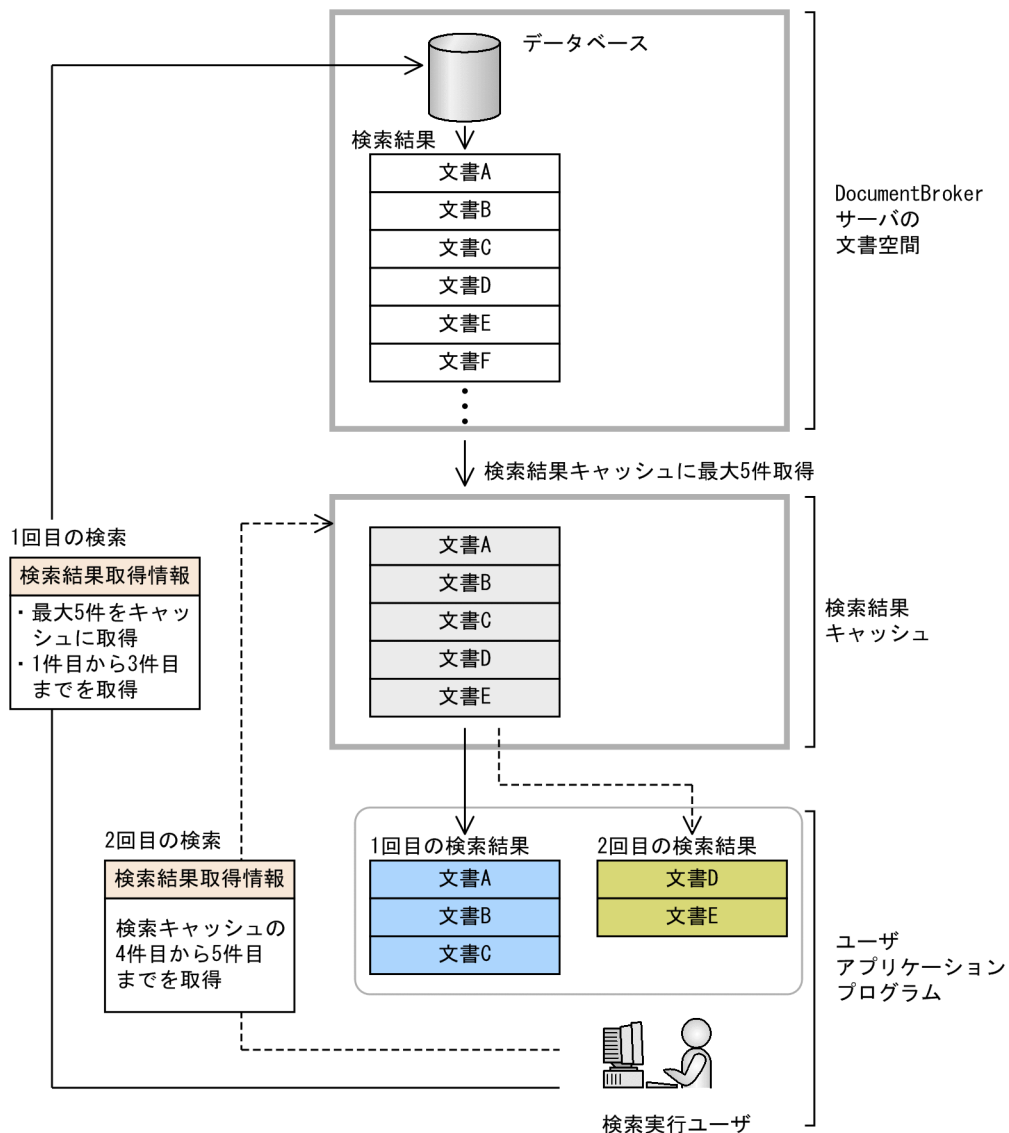 データベース
検索結果
文書A
文書B
文書C
文書D
文書E
文書F
DocumentBroker
サーバの
文書空間
検索結果キャッシュに最大5件取得
1回目の検索
検索結果取得情報
・最大5件をキャッ
シュに取得
・1件目から3件目
までを取得
文書A
文書B
文書C
文書D
文書E
検索結果
キャッシュ
2回目の検索
検索結果取得情報
検索キャッシュの
4件目から5件目
までを取得
1回目の検索結果
文書A
文書B
文書C
2回目の検索結果
文書D
文書E
ユーザ
アプリケーション
プログラム
検索実行ユーザ